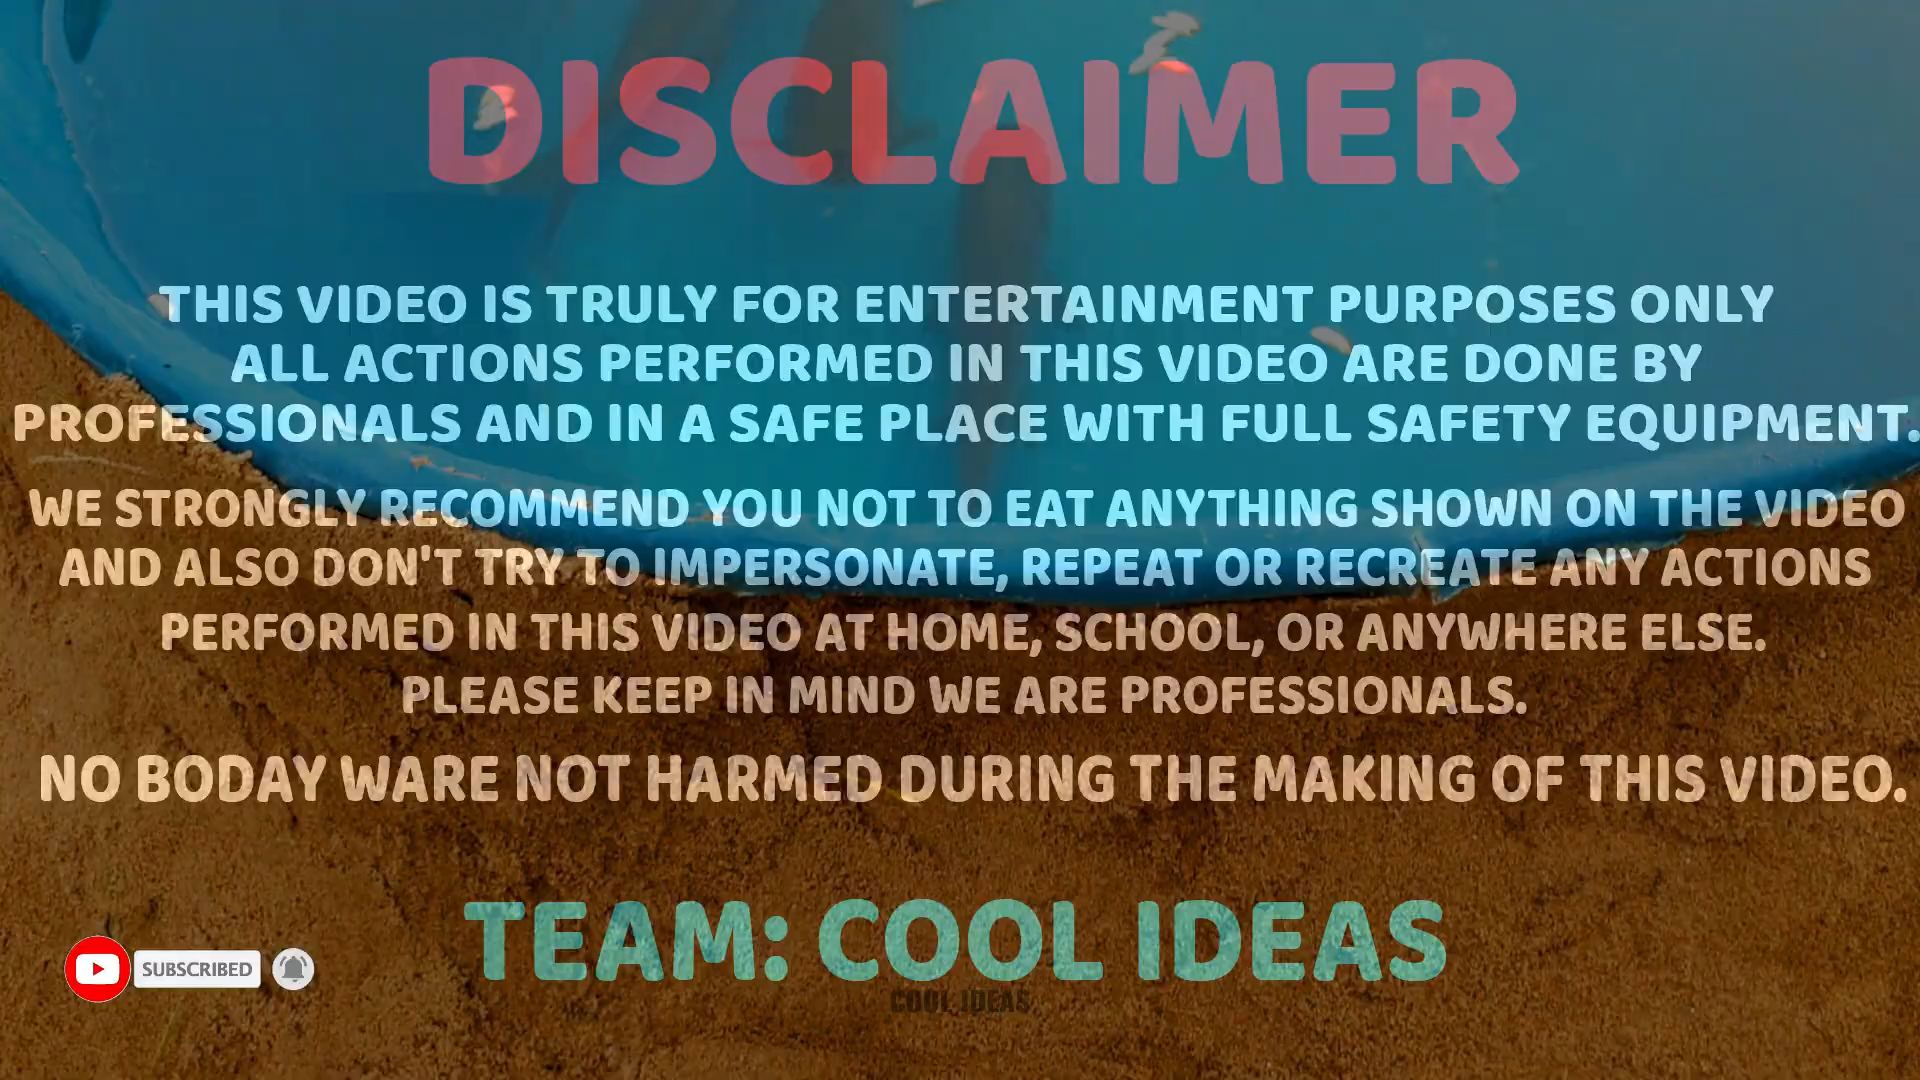 DISCLAIMER
THIS VIDEO IS TRULY FOR ENTERTAINMENT PURPOSES ONLY
ALL ACTIONS PERFORMED IN THIS VIDEO ARE DONE BY
PROFESSIONALS AND IN A SAFE PLACE WITH FULL SAFETY EQUIPMENT.
WE STRONGLY RECOMMEND YOU NOT TO EAT ANYTHING SHOWN ON THE VIDEO
AND ALSO DON'T TRY TO IMPERSONATE, REPEAT OR RECREATE ANY ACTIONS
PERFORMED IN THIS VIDEO AT HOME, SCHOOL, OR ANYWHERE ELSE.
PLEASE KEEP IN MIND WE ARE PROFESSIONALS.
NO BODAY WARE NOT HARMED DURING THE MAKING OF THIS VIDEO.
TEAM: COOL IDEAS
SUBSCRIBED
COOL IDEAS